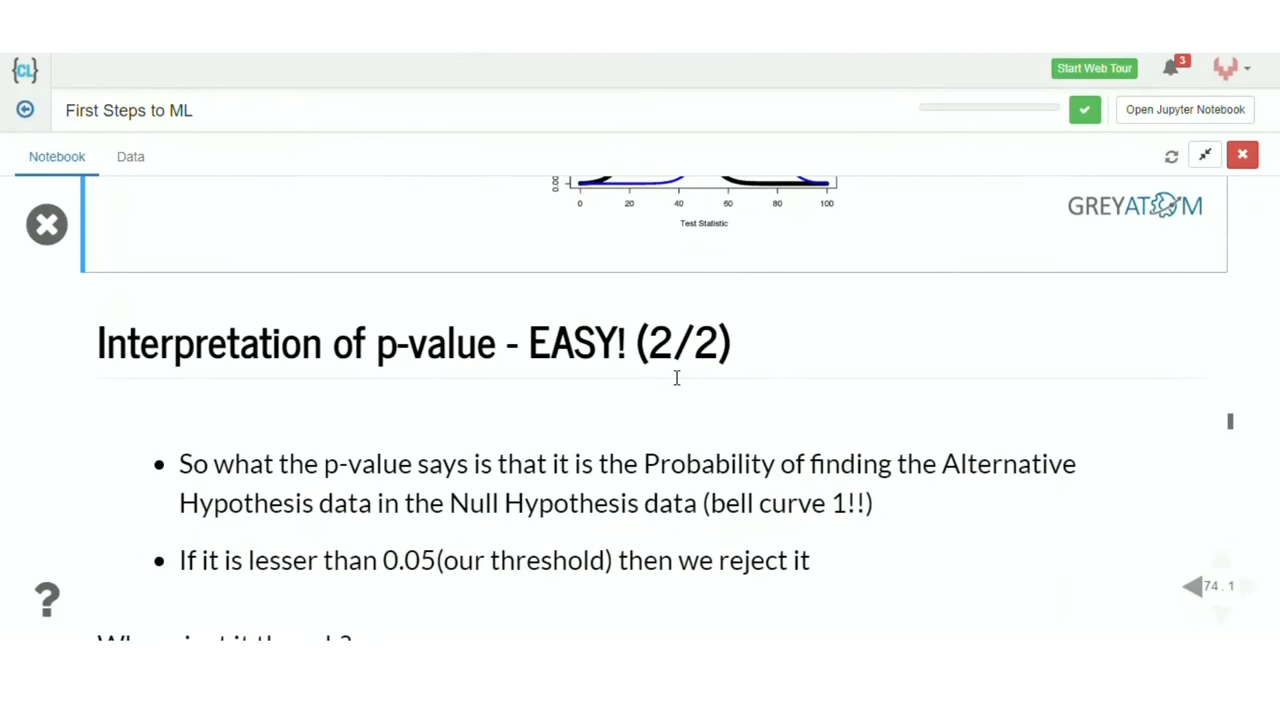 {CL}
Start Web Tour
3
First Steps to ML
Open Jupyter Notebook
Notebook
Data
0.00
0 20 40 60 80 100
Test Statistic
GREYATOM
Interpretation of p-value - EASY! (2/2)
• So what the p-value says is that it is the Probability of finding the Alternative
Hypothesis data in the Null Hypothesis data (bell curve 1!!)
• If it is lesser than 0.05(our threshold) then we reject it
?
74.1